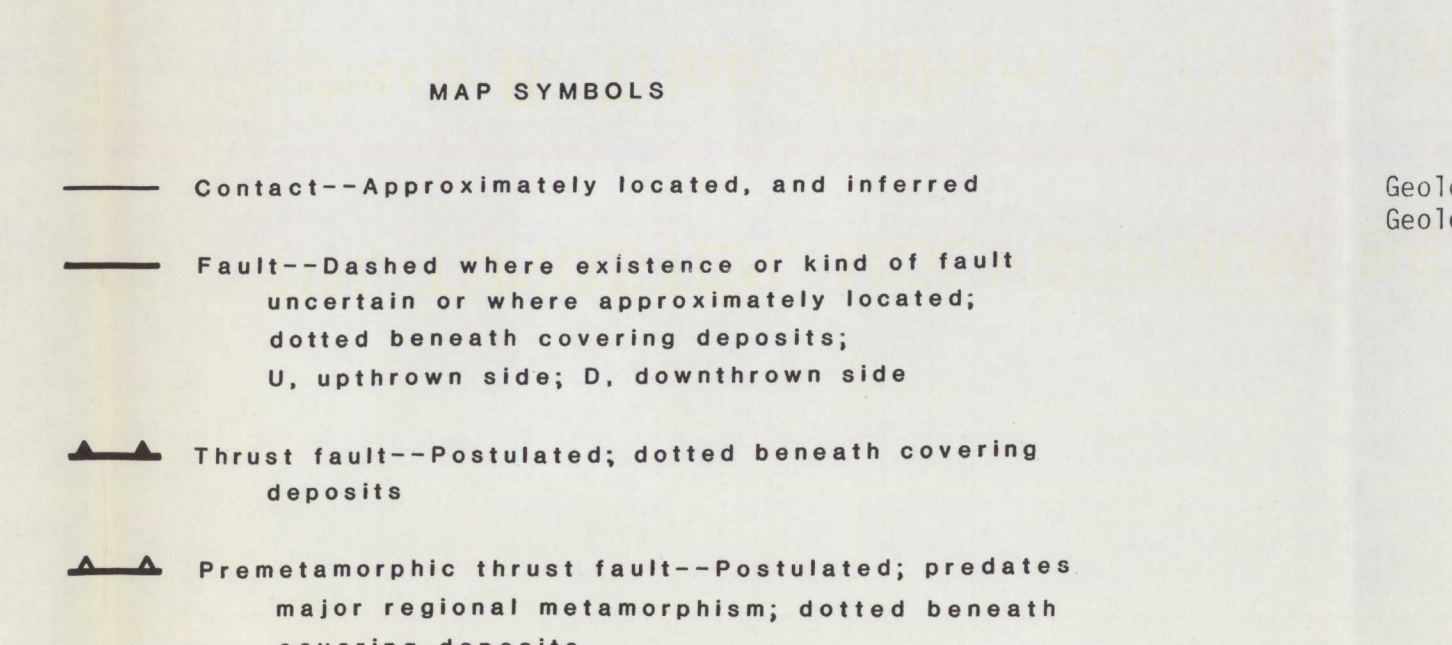 MAP SYMBOLS
Contact--Approximately located, and inferred
Fault--Dashed where existence or kind of fault
uncertain or where approximately located;
dotted beneath covering deposits;
U, upthrown side; D, downthrown side
Thrust fault--Postulated; dotted beneath covering
deposits
Premetamorphic thrust fault--Postulated; predates
major regional metamorphism; dotted beneath
covering deposits